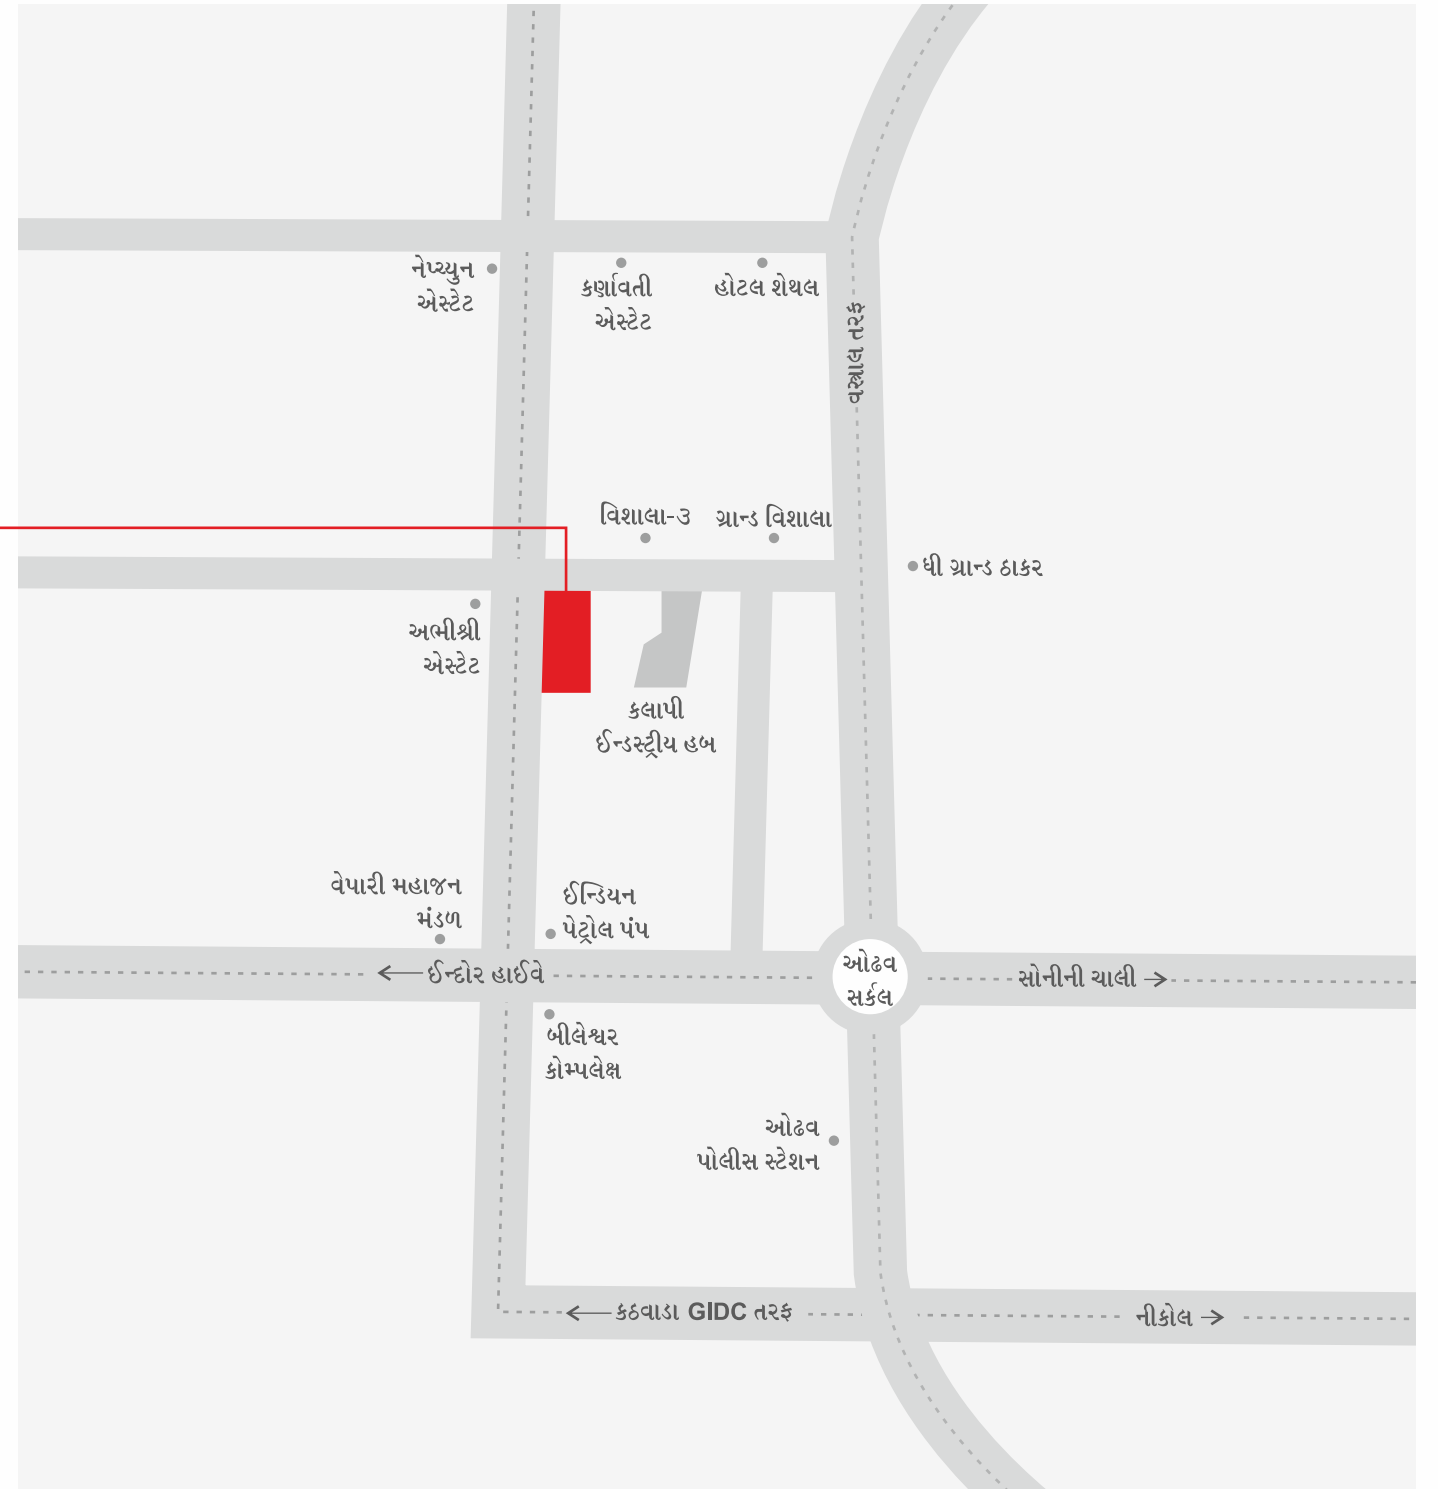 નેપ્ચ્યુન
એસ્ટેટ
કર્ણાવતી
એસ્ટેટ
હોટલ શેથલ
વસ્ત્રાલ તરફ
વિશાલા-૩
ગ્રાન્ડ વિશાલા
ધી ગ્રાન્ડ ઠાકર
અભીશ્રી
એસ્ટેટ
કલાપી
ઈન્ડસ્ટ્રીય હબ
વેપારી મહાજન
મંડળ
ઈન્ડિયન
પેટ્રોલ પંપ
ઈન્દોર હાઈવે
ઓઢવ
સર્કલ
સોનીની ચાલી
બીલેશ્વર
કોમ્પલેક્ષ
ઓઢવ
પોલીસ સ્ટેશન
કઠવાડા GIDC તરફ
નીકોલ